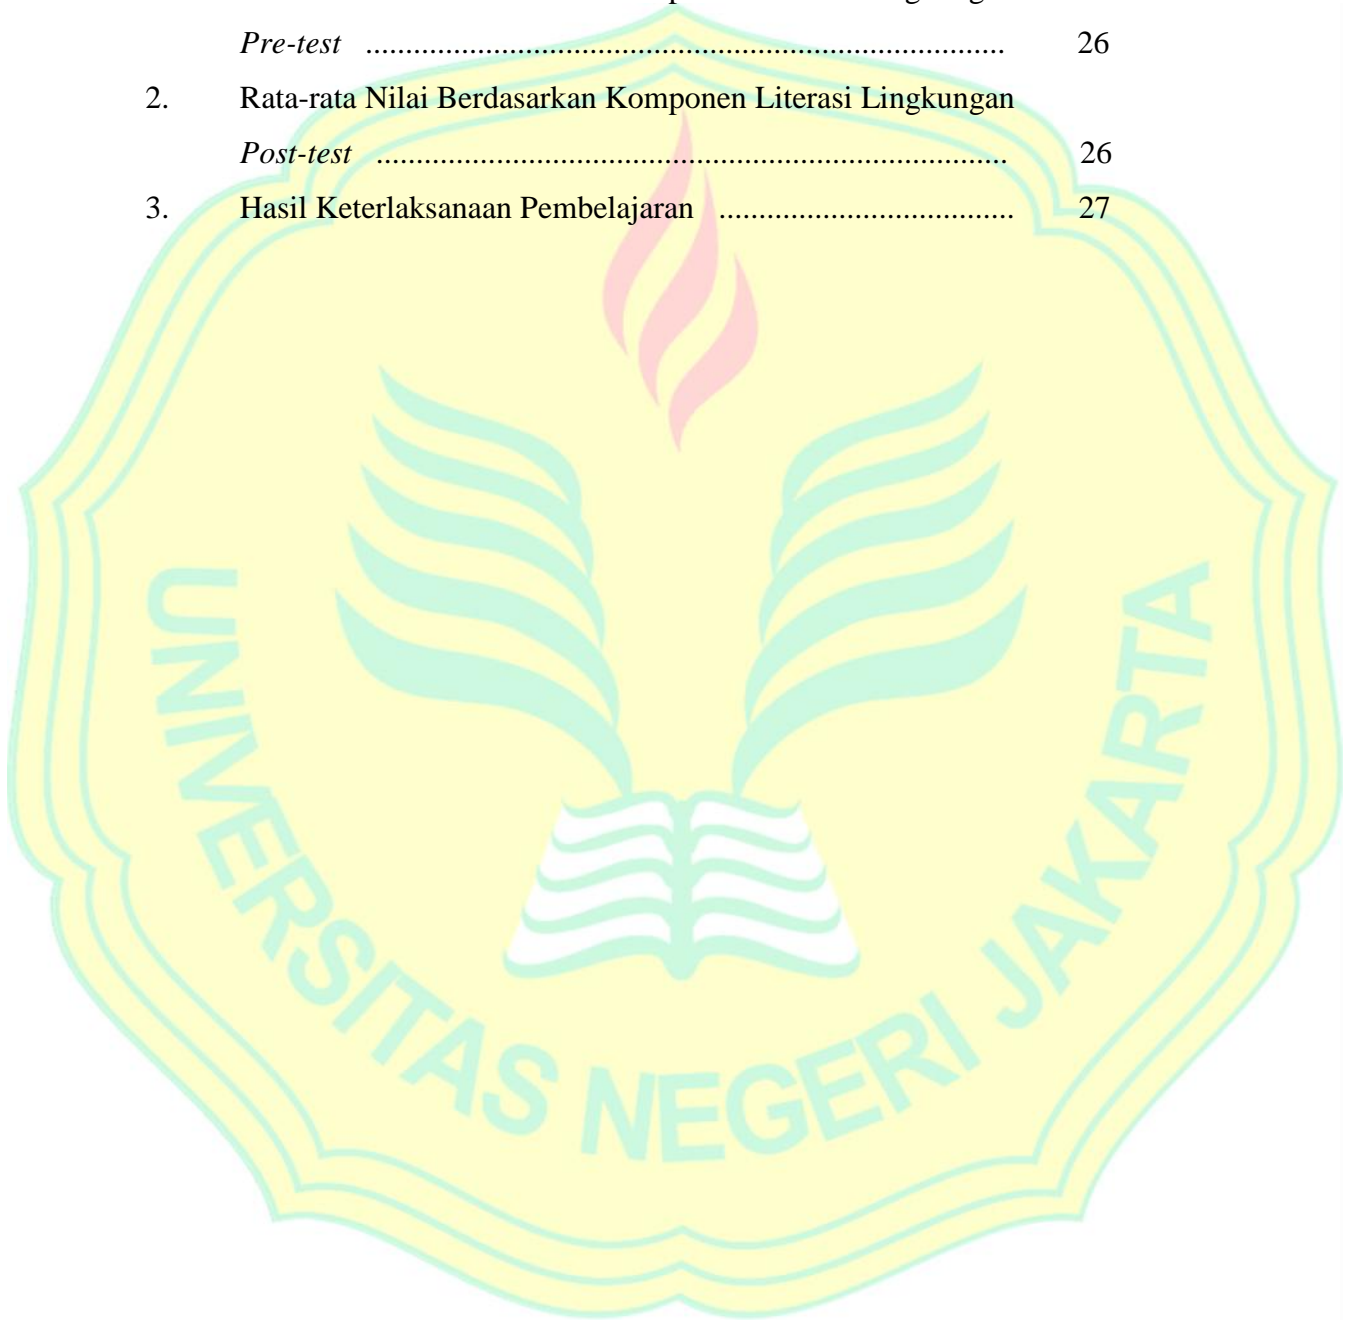 Pre-test ................................................................................ 26
2. Rata-rata Nilai Berdasarkan Komponen Literasi Lingkungan
Post-test ............................................................................... 26
3. Hasil Keterlaksanaan Pembelajaran ..................................... 27
UNIVERSITAS NEGERI JAKARTA